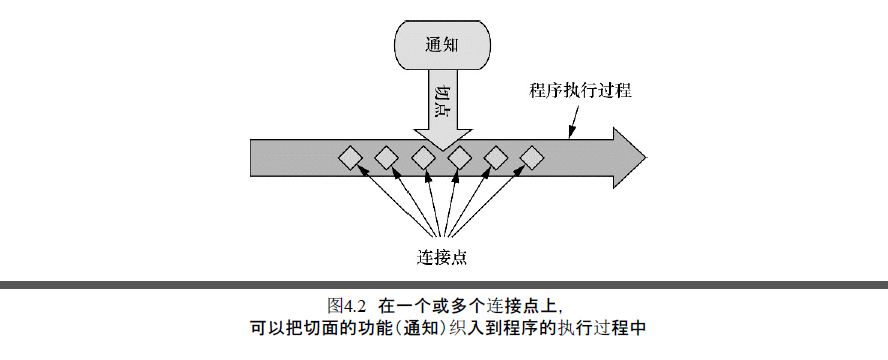 通知
切点
程序执行过程
连接点
图4.2 在一个或多个连接点上，
可以把切面的功能（通知）织入到程序的执行过程中